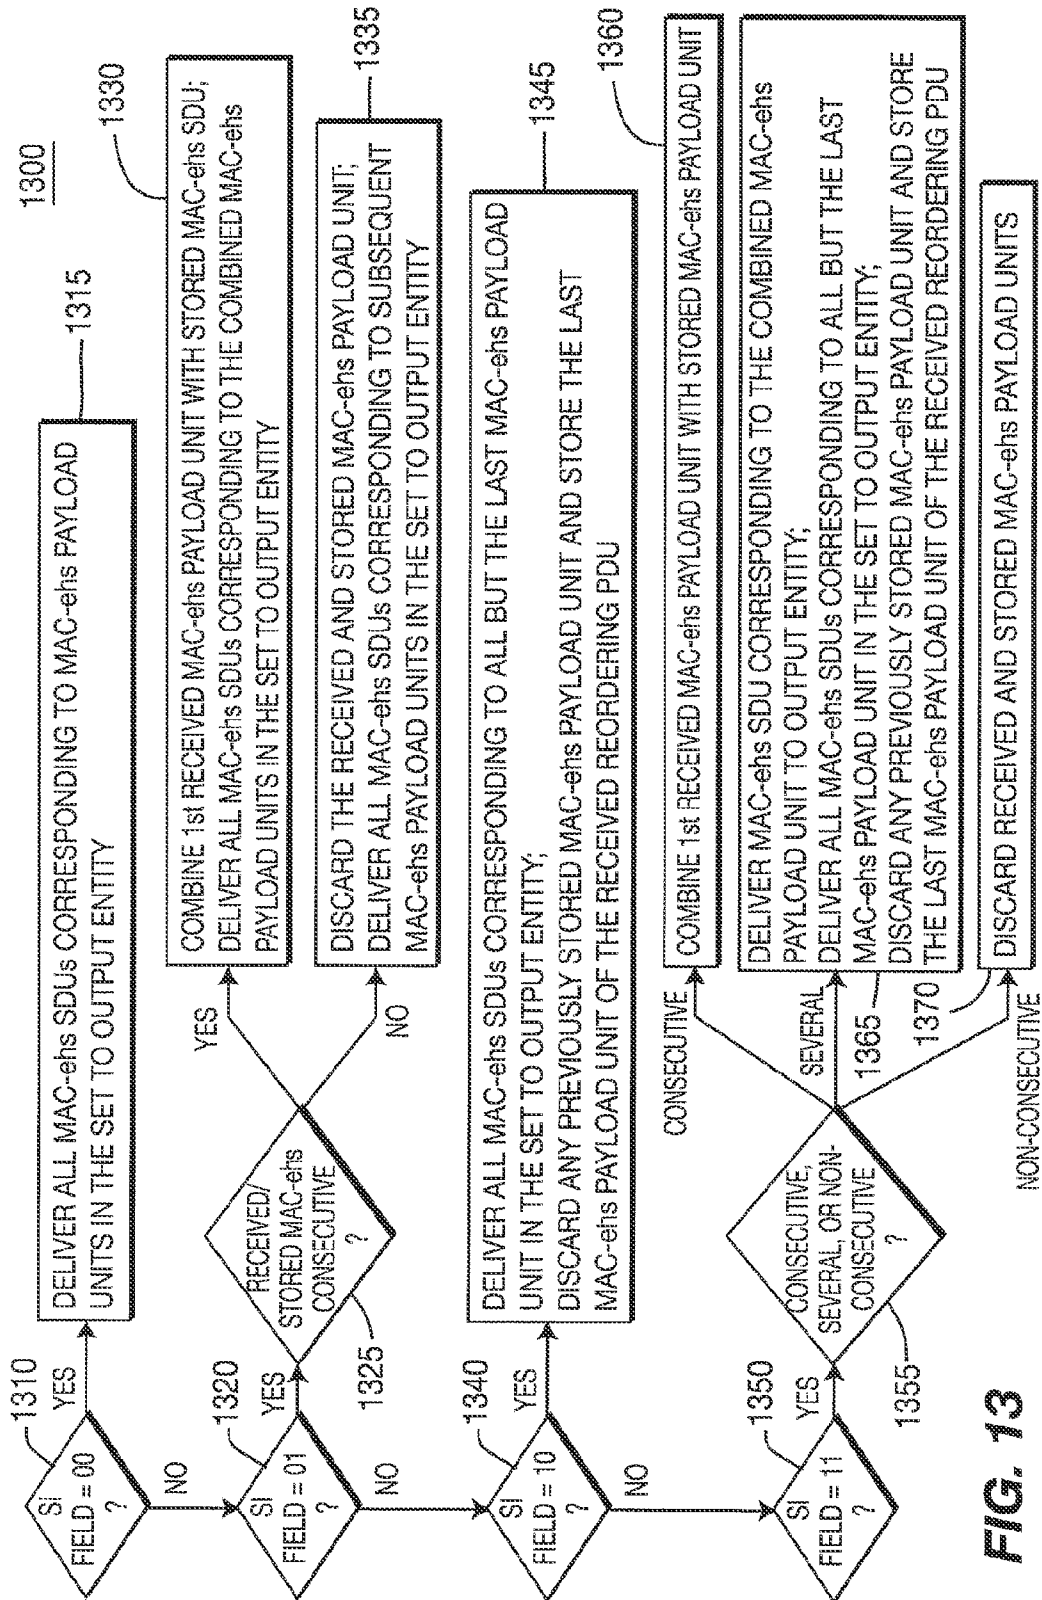 1300
1310
SI
FIELD = 00
?
YES
NO
1315
DELIVER ALL MAC-ehs SDUs CORRESPONDING TO MAC-ehs PAYLOAD
UNITS IN THE SET TO OUTPUT ENTITY
1320
SI
FIELD = 01
?
YES
NO
1325
RECEIVED/
STORED MAC-ehs
CONSECUTIVE
?
YES
NO
1330
COMBINE 1st RECEIVED MAC-ehs PAYLOAD UNIT WITH STORED MAC-ehs SDU;
DELIVER ALL MAC-ehs SDUs CORRESPONDING TO THE COMBINED MAC-ehs
PAYLOAD UNITS IN THE SET TO OUTPUT ENTITY
1335
DISCARD THE RECEIVED AND STORED MAC-ehs PAYLOAD UNIT;
DELIVER ALL MAC-ehs SDUs CORRESPONDING TO SUBSEQUENT
MAC-ehs PAYLOAD UNITS IN THE SET TO OUTPUT ENTITY
1340
SI
FIELD = 10
?
YES
NO
1345
DELIVER ALL MAC-ehs SDUs CORRESPONDING TO ALL BUT THE LAST MAC-ehs PAYLOAD
UNIT IN THE SET TO OUTPUT ENTITY;
DISCARD ANY PREVIOUSLY STORED MAC-ehs PAYLOAD UNIT AND STORE THE LAST
MAC-ehs PAYLOAD UNIT OF THE RECEIVED REORDERING PDU
1350
SI
FIELD = 11
?
YES
1355
CONSECUTIVE,
SEVERAL, OR NON-
CONSECUTIVE
?
CONSECUTIVE
SEVERAL
NON-CONSECUTIVE
1360
COMBINE 1st RECEIVED MAC-ehs PAYLOAD UNIT WITH STORED MAC-ehs PAYLOAD UNIT
1365
DELIVER MAC-ehs SDU CORRESPONDING TO THE COMBINED MAC-ehs
PAYLOAD UNIT TO OUTPUT ENTITY;
DELIVER ALL MAC-ehs SDUs CORRESPONDING TO ALL BUT THE LAST
MAC-ehs PAYLOAD UNIT IN THE SET TO OUTPUT ENTITY;
DISCARD ANY PREVIOUSLY STORED MAC-ehs PAYLOAD UNIT AND STORE
THE LAST MAC-ehs PAYLOAD UNIT OF THE RECEIVED REORDERING PDU
1370
DISCARD RECEIVED AND STORED MAC-ehs PAYLOAD UNITS
FIG. 13